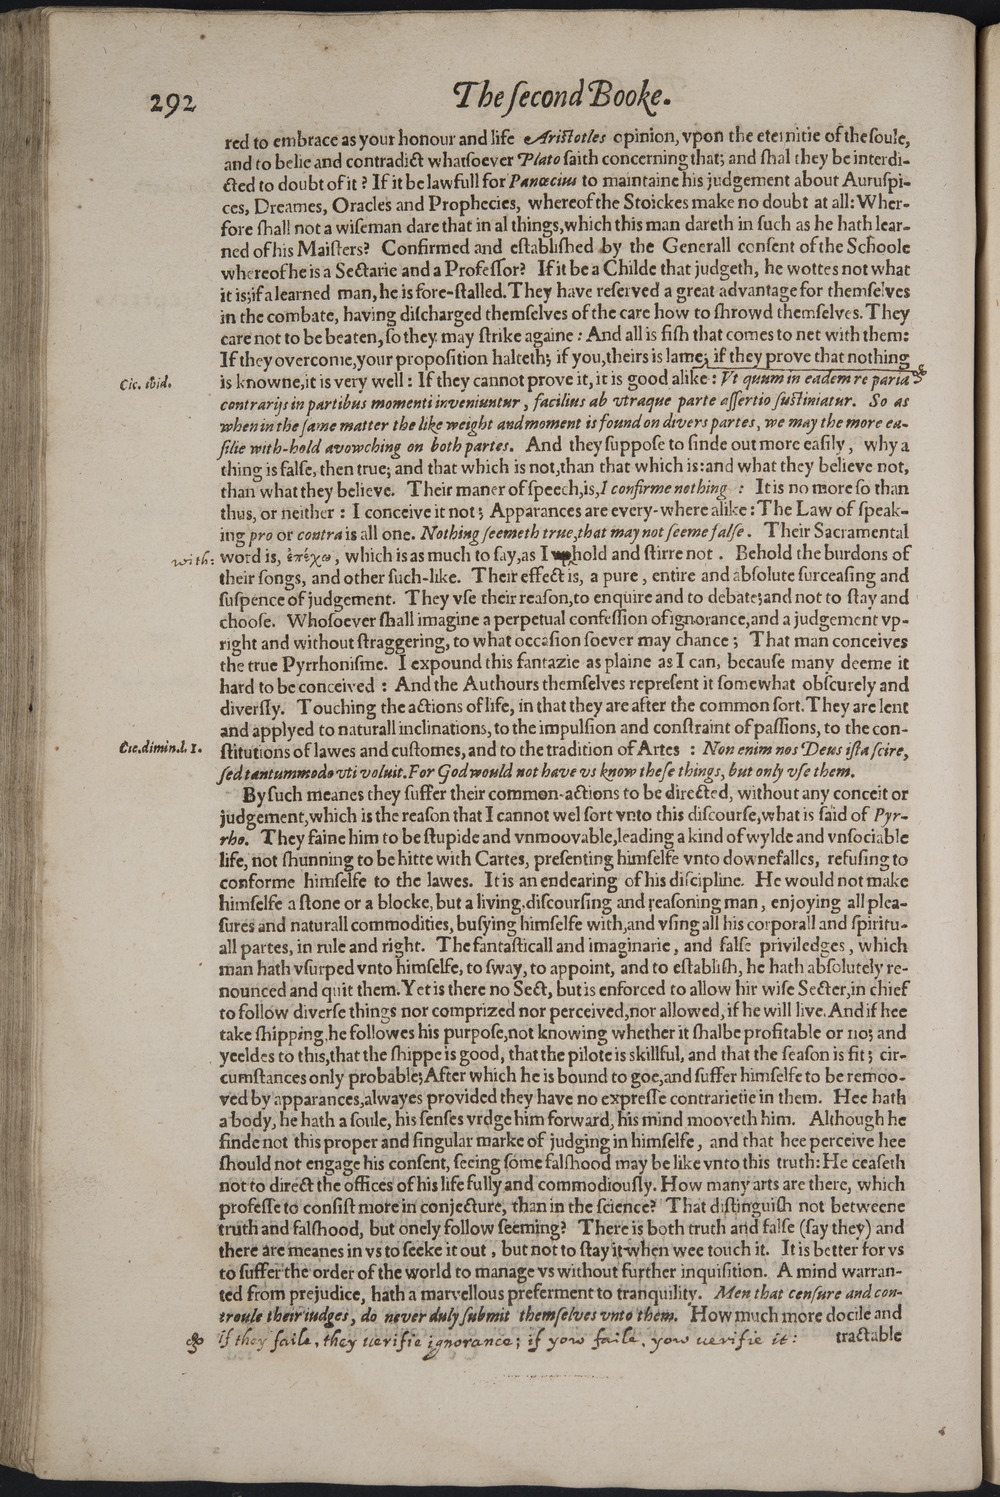 292
The ſecond Booke.
red to embrace as your honour and life Ariſtotles opinion, vpon the eternitie of the ſoule,
and to belie and contradict whatſoever Plato ſaith concerning that; and ſhal they be interdi-
cted to doubt of it? If it be lawfull for Panœcius to maintaine his judgement about Auruſpi-
ces, Dreames, Oracles and Prophecies, whereof the Stoickes make no doubt at all: Wher-
fore ſhall not a wiſeman dare that in al things, which this man dareth in ſuch as he hath lear-
ned of his Maiſters? Confirmed and eſtabliſhed by the Generall conſent of the Schoole
whereof he is a Sectarie and a Profeſſor? If it be a Childe that judgeth, he wottes not what
it is; if a learned man, he is fore-ſtalled. They have reſerved a great advantage for themſelves
in the combate, having diſcharged themſelves of the care how to ſhrowd themſelves. They
care not to be beaten, ſo they may ſtrike againe: And all is fiſh that comes to net with them:
If they overcome, your propoſition halteth; if you, theirs is lame; if they prove that nothing
Cic. ibid.
is knowne, it is very well: If they cannot prove it, it is good alike: Vt quum in eadem re paria
contrarijs in partibus momenti inveniuntur, facilius ab vtraque parte aſſertio ſuſtiniatur. So as
when in the ſame matter the like weight and moment is found on divers partes, we may the more ea-
ſilie with-hold avowching on both partes. And they ſuppoſe to finde out more eaſily, why a
thing is falſe, then true; and that which is not, than that which is: and what they believe not,
than what they believe. Their maner of ſpeech, is, I confirme nothing: It is no more ſo than
thus, or neither: I conceive it not; Apparances are every-where alike: The Law of ſpeak-
ing pro or contra is all one. Nothing ſeemeth true, that may not ſeeme falſe. Their Sacramental
with:
word is, ἐπέχω, which is as much to ſay, as I uphold and ſtirre not. Behold the burdons of
their ſongs, and other ſuch-like. Their effect is, a pure, entire and abſolute ſurceaſing and
ſuſpence of judgement. They vſe their reaſon, to enquire and to debate; and not to ſtay and
chooſe. Whoſoever ſhall imagine a perpetual confeſſion of ignorance, and a judgement vp-
right and without ſtraggering, to what occaſion ſoever may chance; That man conceives
the true Pyrrhoniſme. I expound this fantazie as plaine as I can, becauſe many deeme it
hard to be conceived: And the Authours themſelves repreſent it ſomewhat obſcurely and
diverſly. Touching the actions of life, in that they are after the common ſort. They are lent
and applyed to naturall inclinations, to the impulſion and conſtraint of paſſions, to the con-
Cic. dimin. l. 1.
ſtitutions of lawes and cuſtomes, and to the tradition of Artes: Non enim nos Deus iſta ſcire,
ſed tantummodo vti voluit. For God would not have vs know theſe things, but only vſe them.
By ſuch meanes they ſuffer their common-actions to be directed, without any conceit or
judgement, which is the reaſon that I cannot wel ſort vnto this diſcourſe, what is ſaid of Pyr-
rho. They faine him to be ſtupide and vnmoovable, leading a kind of wylde and vnſociable
life, not ſhunning to be hitte with Cartes, preſenting himſelfe vnto downefalles, refuſing to
conforme himſelfe to the lawes. It is an endearing of his diſcipline. He would not make
himſelfe a ſtone or a blocke, but a living, diſcourſing and reaſoning man, enjoying all plea-
ſures and naturall commodities, buſying himſelfe with, and vſing all his corporall and ſpiritu-
all partes, in rule and right. The fantaſticall and imaginarie, and falſe priviledges, which
man hath vſurped vnto himſelfe, to ſway, to appoint, and to eſtabliſh, he hath abſolutely re-
nounced and quit them. Yet is there no Sect, but is enforced to allow hir wiſe Secter, in chief
to follow diverſe things nor comprized nor perceived, nor allowed, if he will live. And if hee
take ſhipping, he followes his purpoſe, not knowing whether it ſhalbe profitable or no; and
yeeldes to this, that the ſhippe is good, that the pilote is skillful, and that the ſeaſon is fit; cir-
cumſtances only probable; After which he is bound to goe, and ſuffer himſelfe to be remoo-
ved by apparances, alwayes provided they have no expreſſe contrarietie in them. Hee hath
a body, he hath a ſoule, his ſenſes vrdge him forward, his mind mooveth him. Although he
finde not this proper and ſingular marke of judging in himſelfe, and that hee perceive hee
ſhould not engage his conſent, ſeeing ſome falſhood may be like vnto this truth: He ceaſeth
not to direct the offices of his life fully and commodiouſly. How many arts are there, which
profeſſe to conſiſt more in conjecture, than in the ſcience? That diſtinguiſh not betweene
truth and falſhood, but onely follow ſeeming? There is both truth and falſe (ſay they) and
there are meanes in vs to ſeeke it out, but not to ſtay it when wee touch it. It is better for vs
to ſuffer the order of the world to manage vs without further inquiſition. A mind warran-
ted from prejudice, hath a marvellous preferment to tranquility. Men that cenſure and con-
troule their iudges, do never duly ſubmit themſelves vnto them. How much more docile and
if they faile, they verifie ignorance; if yow faile, yow verifie it:
tractable